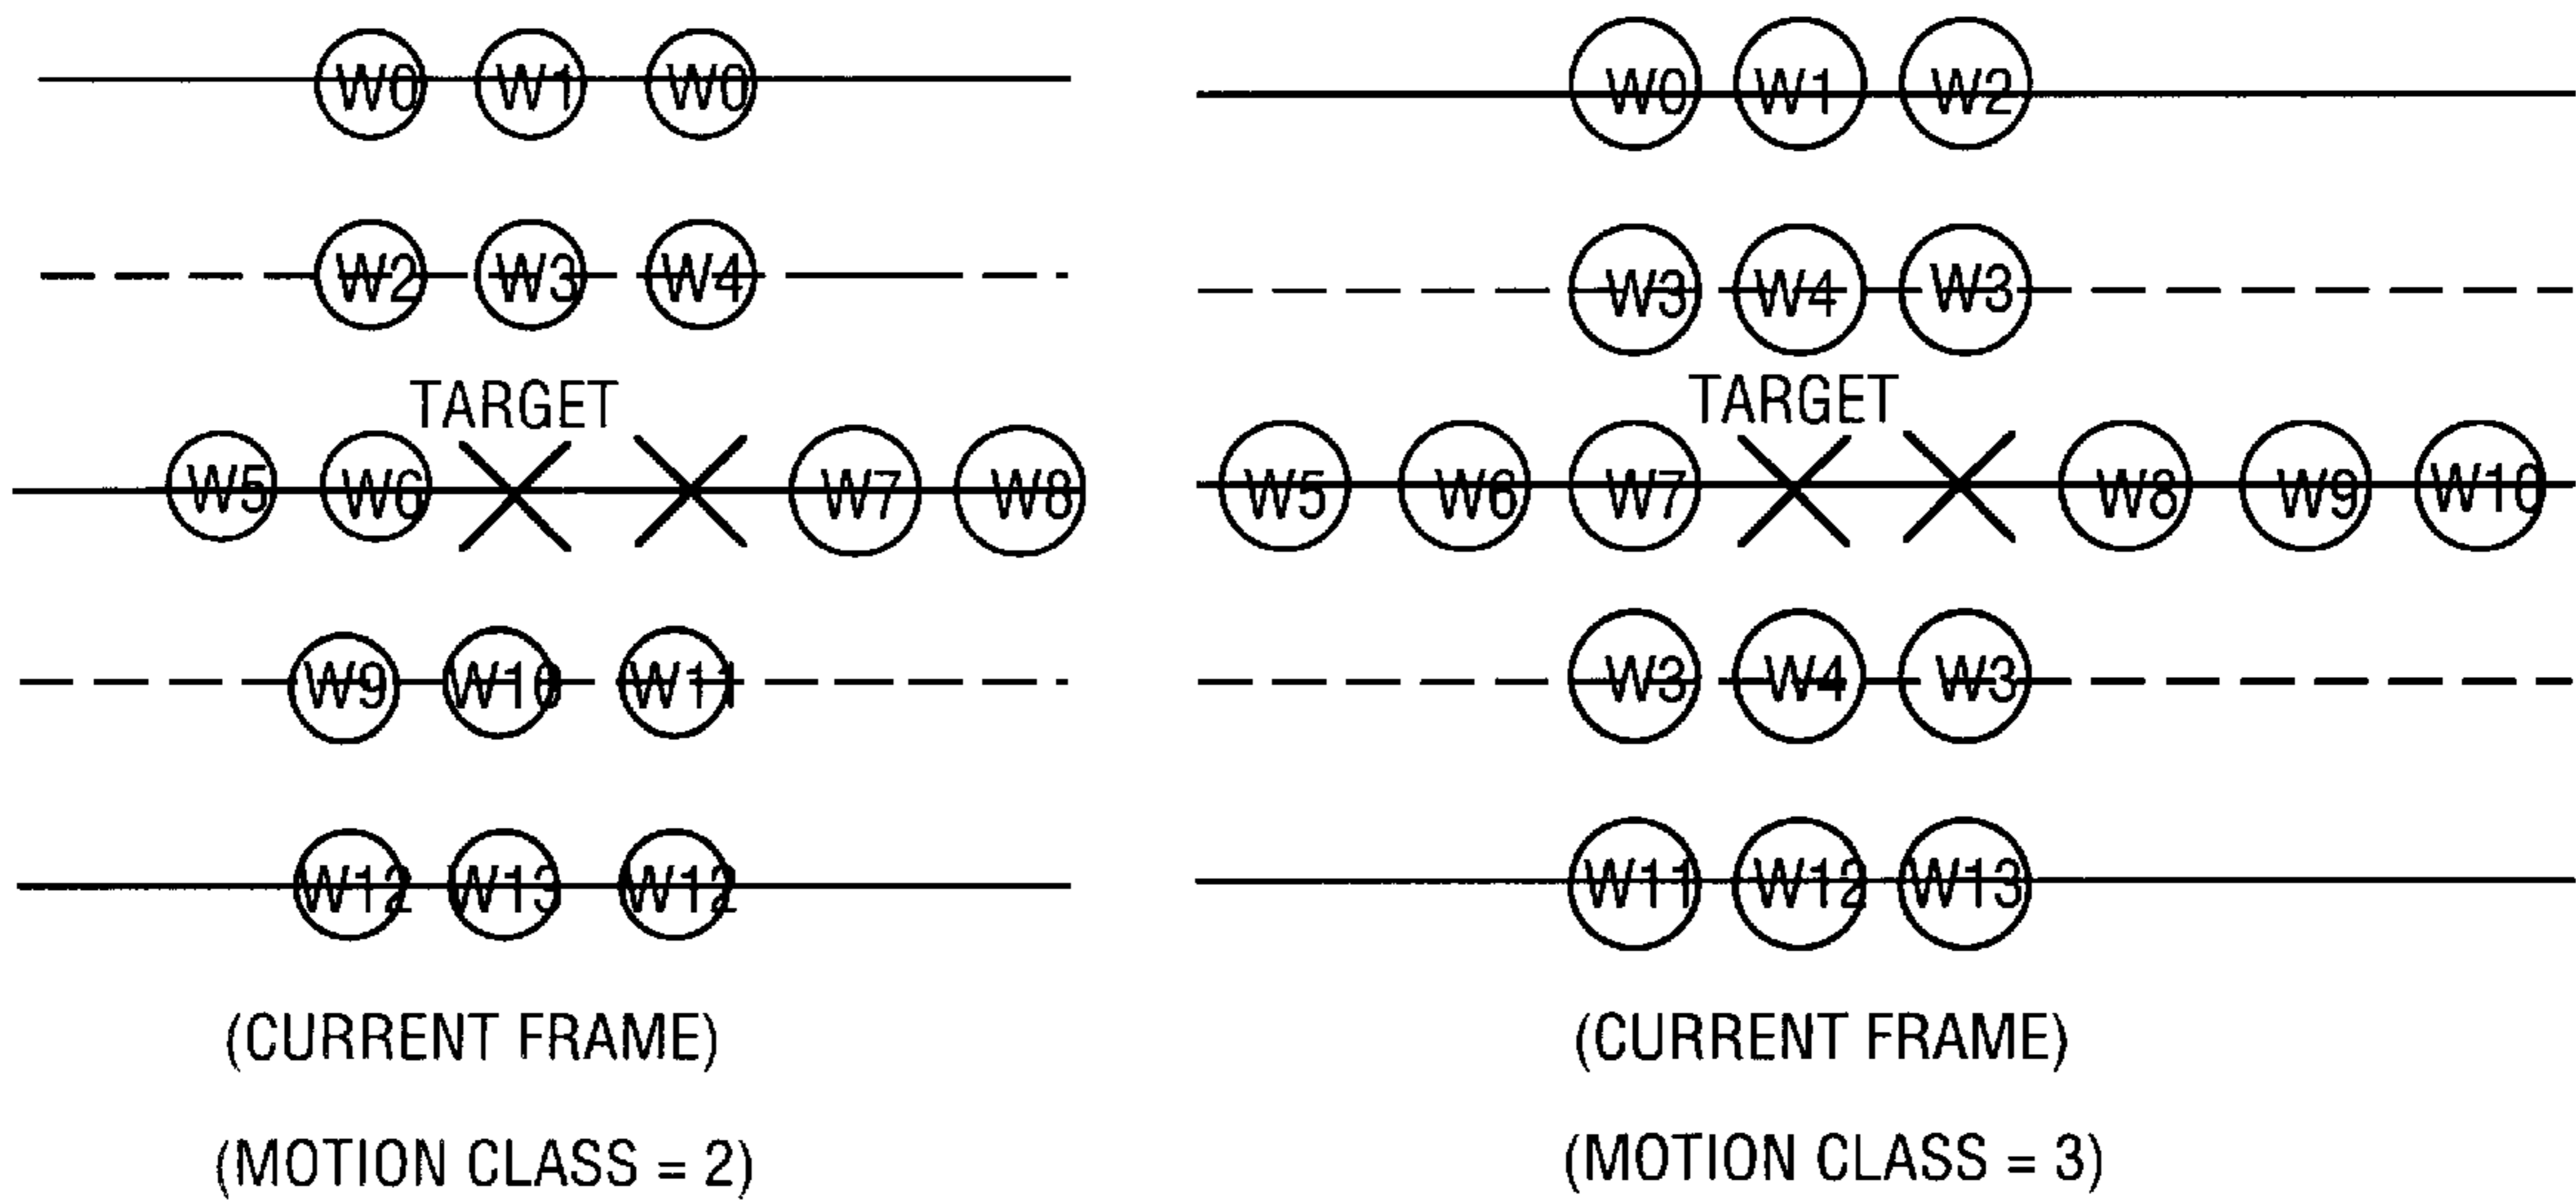 W0 W1 W0
W2 W3 W4
TARGET
W5 W6 W7 W8
W9 W10 W11
W12 W13 W12
(CURRENT FRAME)
(MOTION CLASS = 2)
W0 W1 W2
W3 W4 W3
TARGET
W5 W6 W7 W8 W9 W10
W3 W4 W3
W11 W12 W13
(CURRENT FRAME)
(MOTION CLASS = 3)